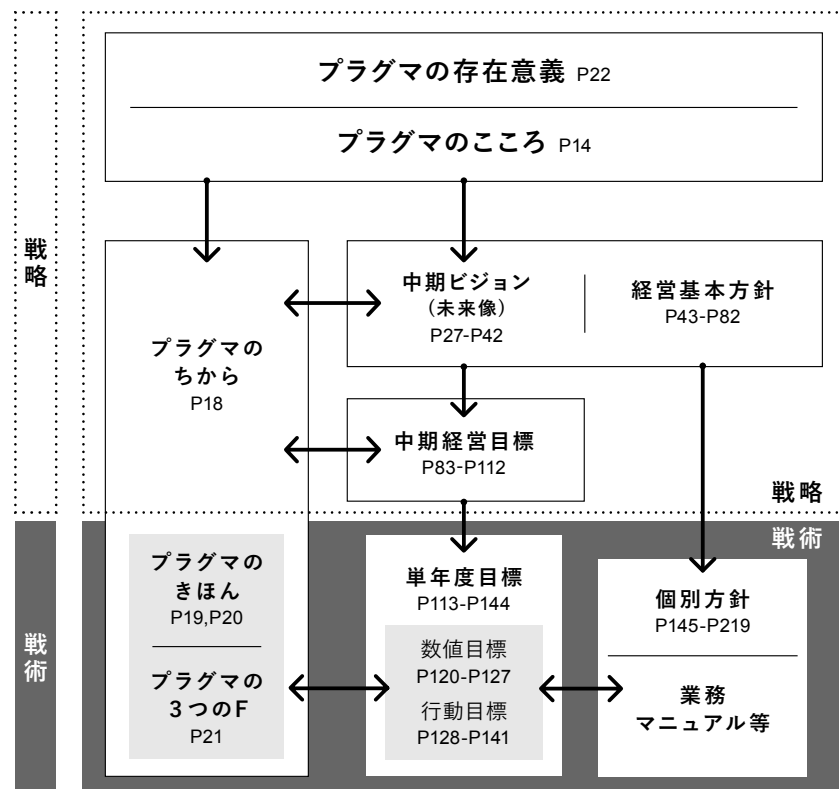 プラグマの存在意義 P22
プラグマのこころ P14
戦略
中期ビジョン
(未来像)
P27-P42
経営基本方針
P43-P82
プラグマの
ちから
P18
中期経営目標
P83-P112
戦略
戦術
戦術
プラグマの
きほん
P19,P20
プラグマの
3つのF
P21
単年度目標
P113-P144
数値目標
P120-P127
行動目標
P128-P141
個別方針
P145-P219
業務
マニュアル等